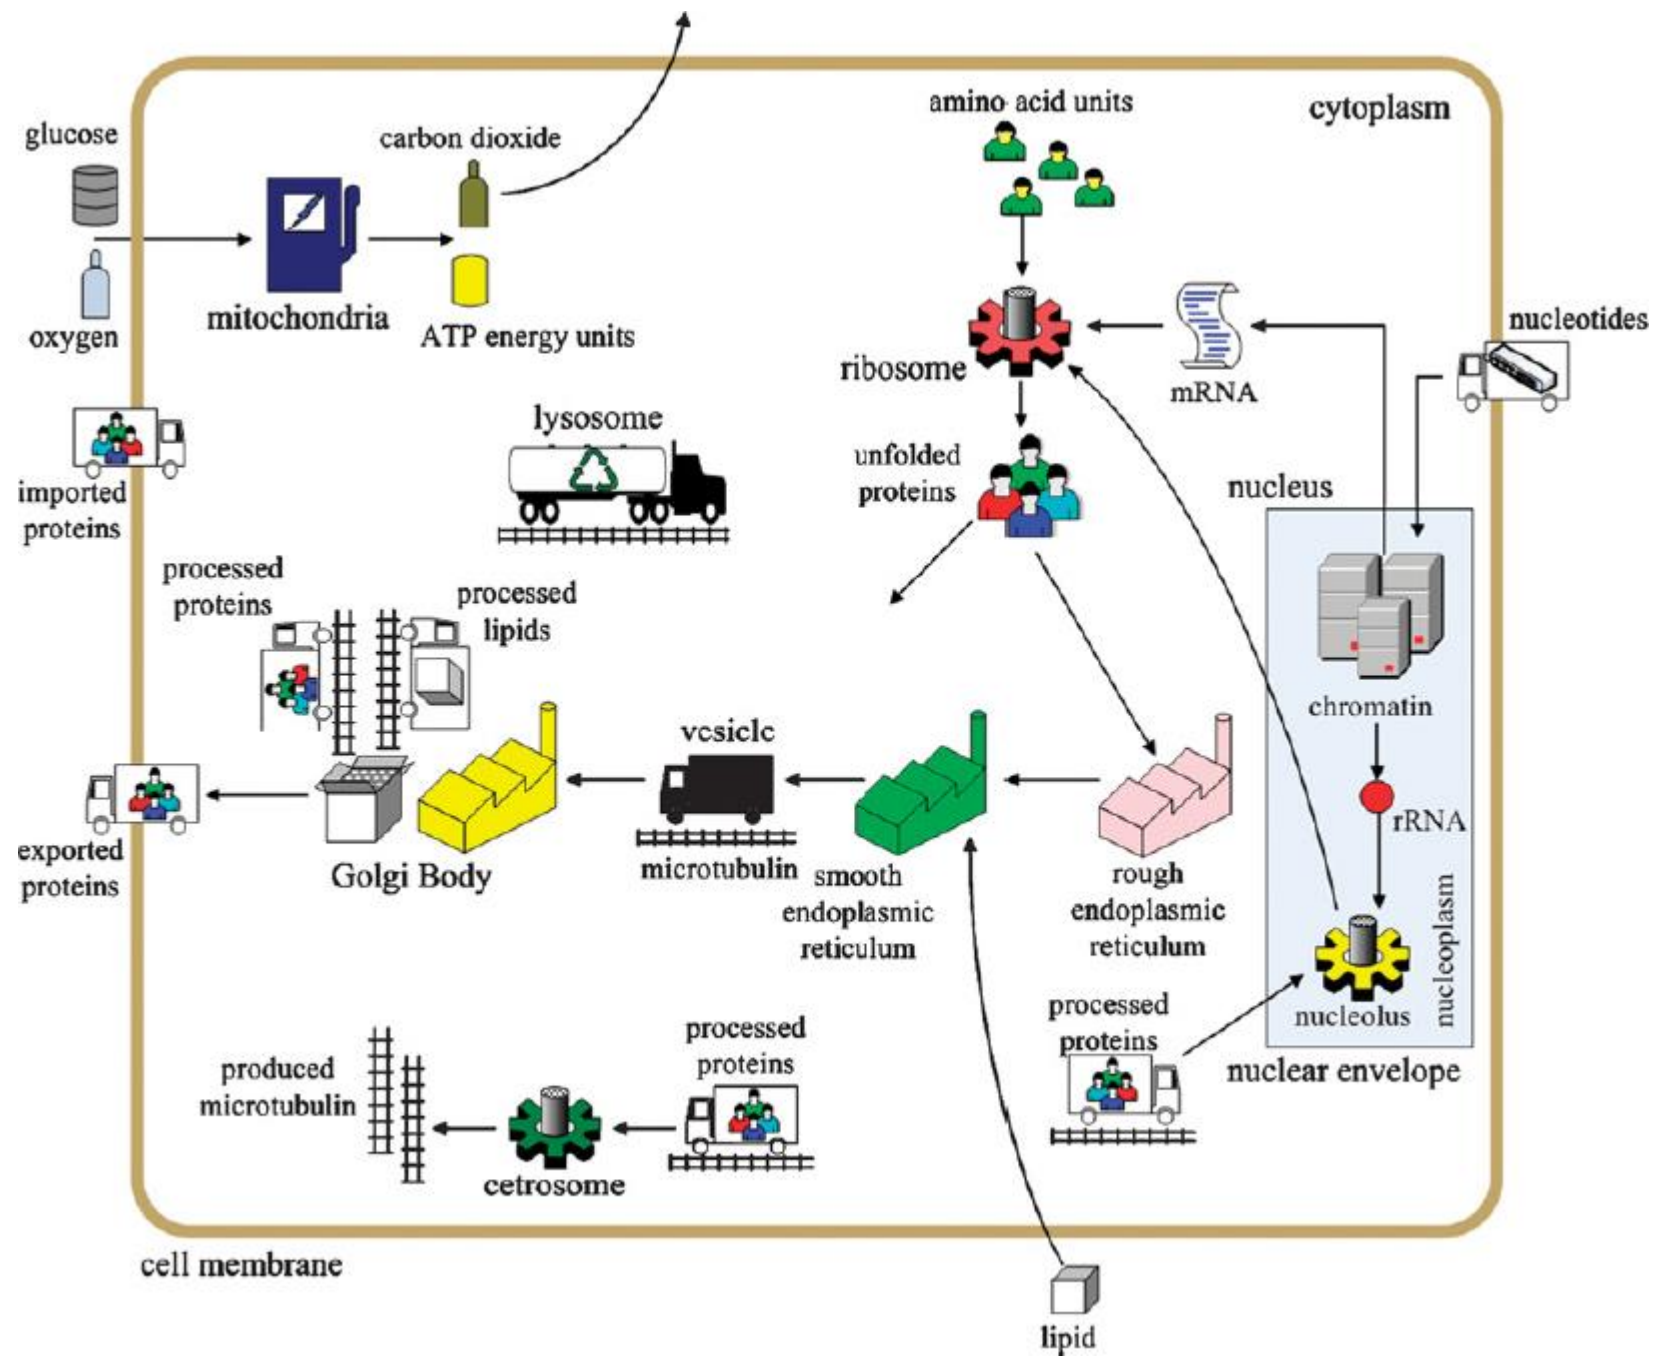 amino acid units
cytoplasm
glucose
carbon dioxide
oxygen
mitochondria
ATP energy units
nucleotides
ribosome
mRNA
imported
proteins
lysosome
unfolded
proteins
nucleus
processed
proteins
processed
lipids
chromatin
vesicle
rRNA
exported
proteins
Golgi Body
microtubulin
smooth
endoplasmic
reticulum
rough
endoplasmic
reticulum
nucleoplasm
nucleolus
processed
proteins
nuclear envelope
produced
microtubulin
processed
proteins
cetrosome
cell membrane
lipid